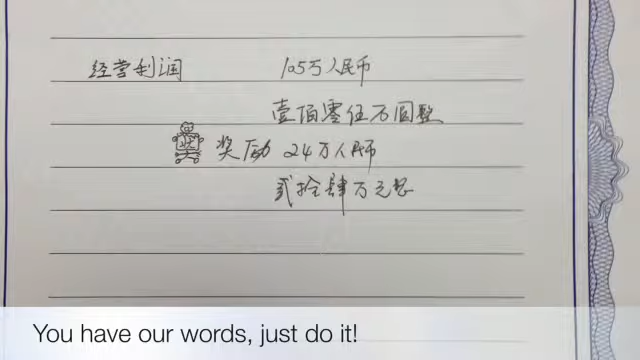 经营利润 105万人民币
壹佰零伍万圆整
奖 奖励 24万人民币
贰拾肆万元整
You have our words, just do it!